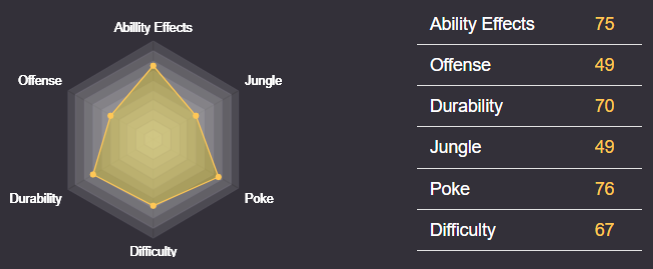 Abillity Effects
Offense
Jungle
Durability
Poke
Difficulty
Ability Effects 75
Offense 49
Durability 70
Jungle 49
Poke 76
Difficulty 67